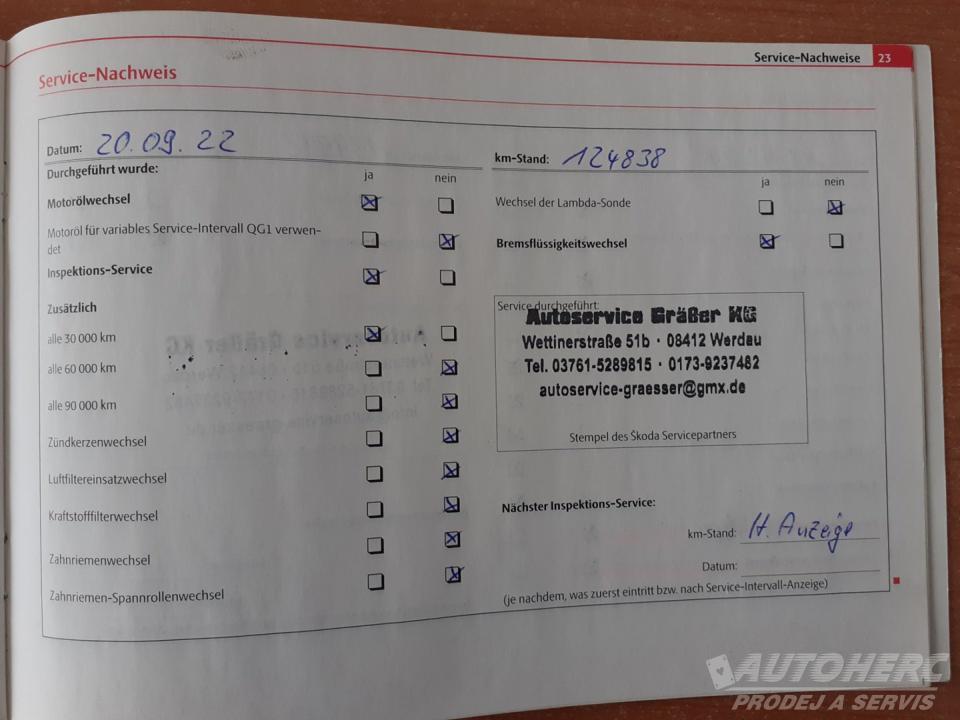 Service-Nachweise 23
Service-Nachweis
Datum: 20.09.22
Durchgeführt wurde:
ja nein
Motorölwechsel
Motoröl für variables Service-Intervall QG1 verwen-
det
Inspektions-Service
Zusätzlich
alle 30 000 km
alle 60 000 km
alle 90 000 km
Zündkerzenwechsel
Luftfiltereinsatzwechsel
Kraftstofffilterwechsel
Zahnriemenwechsel
Zahnriemen-Spannrollenwechsel
km-Stand: 124838
ja nein
Wechsel der Lambda-Sonde
Bremsflüssigkeitswechsel
Service durchgeführt:
Autoservice Gräßer KG
Wettinerstraße 51b · 08412 Werdau
Tel. 03761-5289815 · 0173-9237482
autoservice-graesser@gmx.de
Stempel des Škoda Servicepartners
Nächster Inspektions-Service:
km-Stand: H. Anzeige
Datum:
(je nachdem, was zuerst eintritt bzw. nach Service-Intervall-Anzeige)
AUTOHERC
PRODEJ A SERVIS